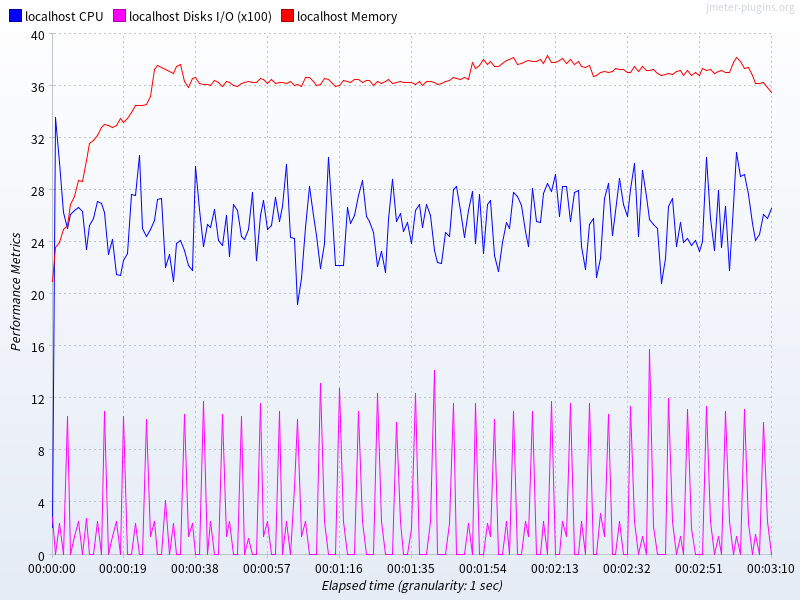 jmeter-plugins.org
localhost CPU localhost Disks I/O (x100) localhost Memory
40
36
32
28
24
20
16
12
8
4
0
Performance Metrics
00:00:00 00:00:19 00:00:38 00:00:57 00:01:16 00:01:35 00:01:54 00:02:13 00:02:32 00:02:51 00:03:10
Elapsed time (granularity: 1 sec)